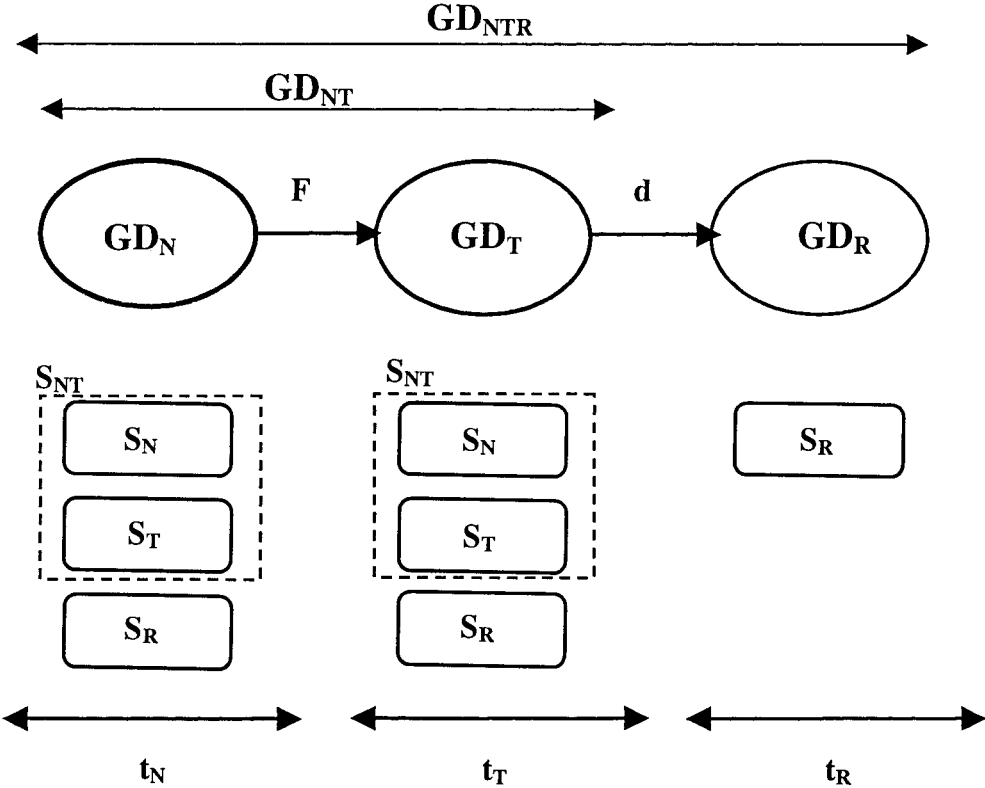 GD_NTR
GD_NT
F d
GD_N GD_T GD_R
S_NT S_NT
S_N S_N S_R
S_T S_T
S_R S_R
t_N t_T t_R